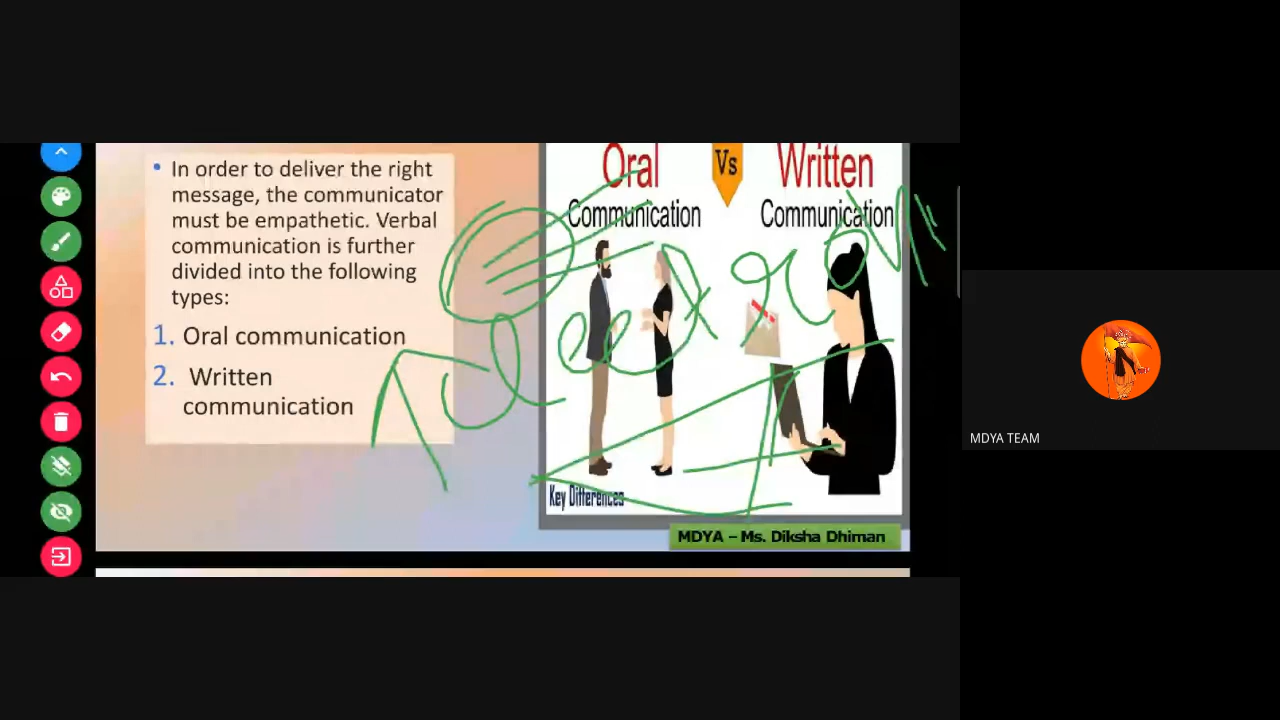 In order to deliver the right
message, the communicator
must be empathetic. Verbal
communication is further
divided into the following
types:
1. Oral communication
2. Written
communication
Oral Vs Written
Communication Communication
Key Differences
MDYA – Ms. Diksha Dhiman
MDYA TEAM